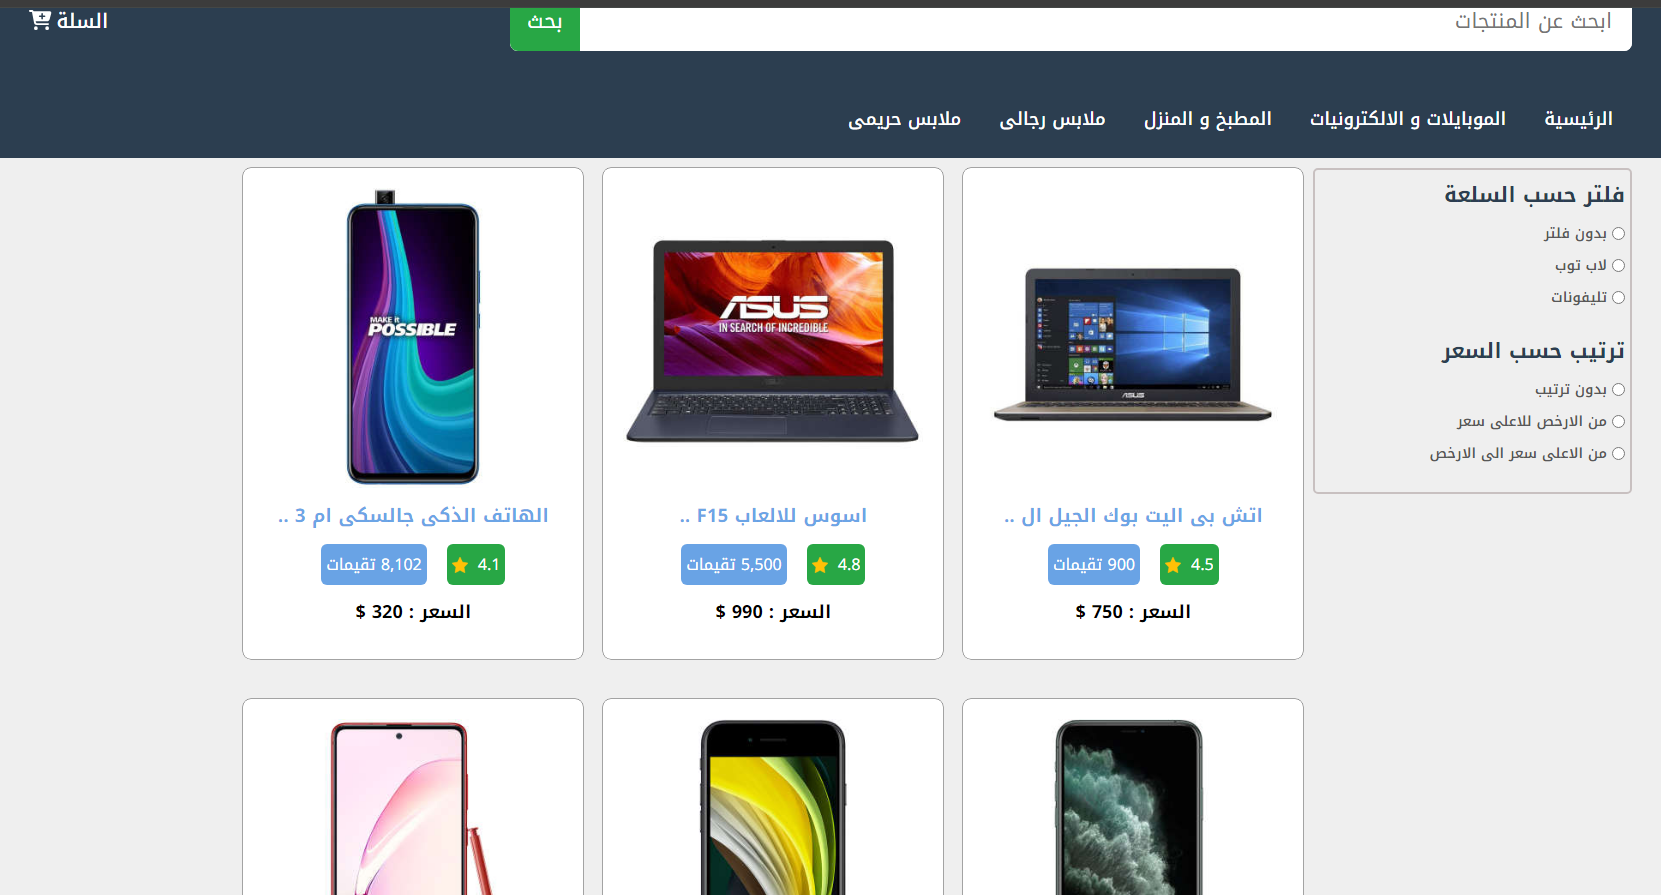 ابحث عن المنتجات
بحث
السلة
الرئيسية
الموبايلات و الالكترونيات
المطبخ و المنزل
ملابس رجالى
ملابس حريمى
فلتر حسب السلعة
بدون فلتر
لاب توب
تليفونات
ترتيب حسب السعر
بدون ترتيب
من الارخص للاعلى سعر
من الاعلى سعر الى الارخص
ASUS
اتش بى اليت بوك الجيل ال ..
4.5
900 تقيمات
السعر : 750 $
ASUS
IN SEARCH OF INCREDIBLE
اسوس للالعاب F15 ..
4.8
5,500 تقيمات
السعر : 990 $
MAKE it
POSSIBLE
الهاتف الذكى جالسكى ام 3 ..
4.1
8,102 تقيمات
السعر : 320 $